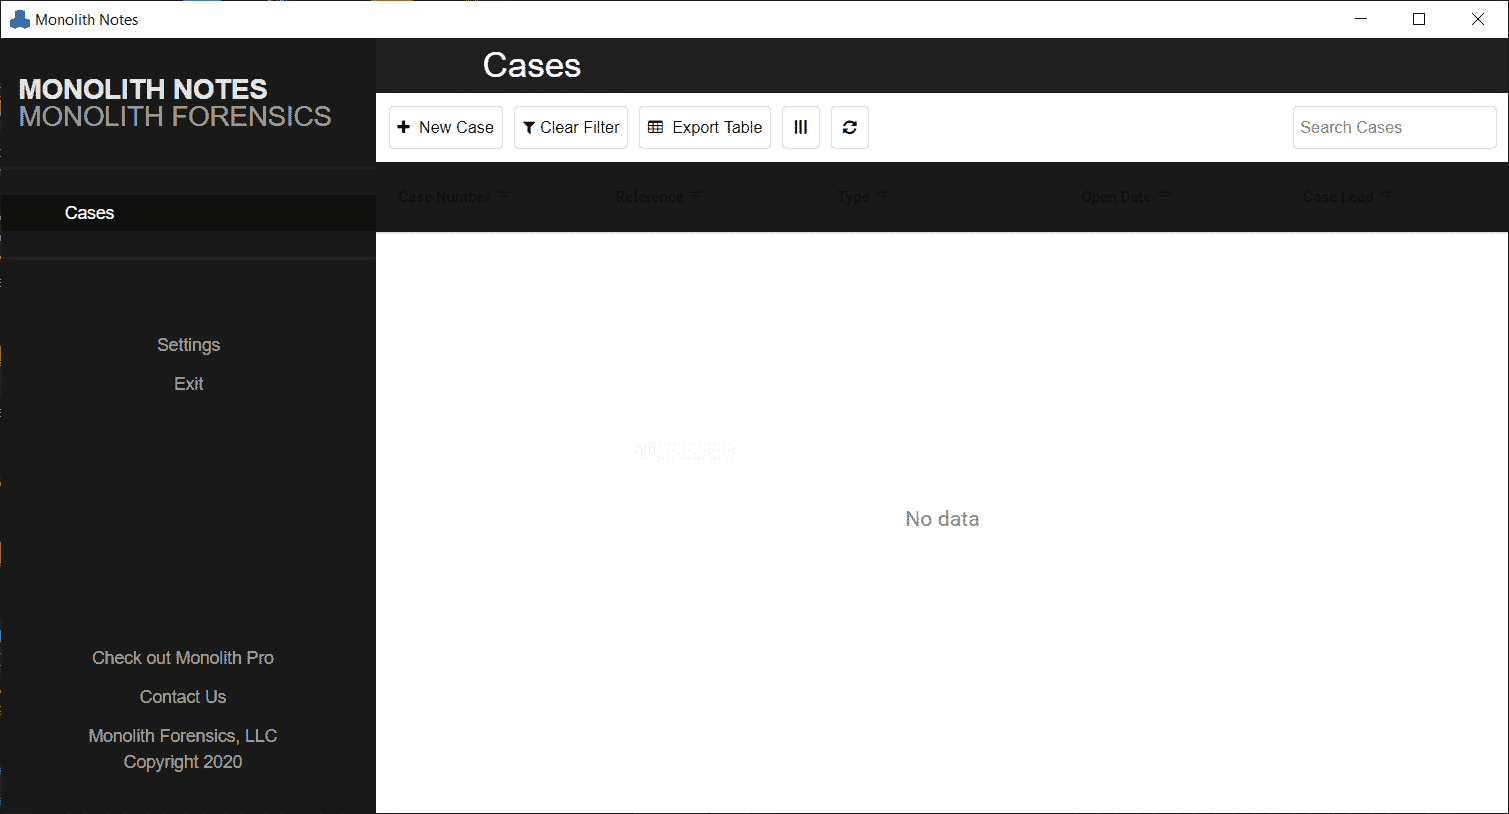 Monolith Notes
MONOLITH NOTES
MONOLITH FORENSICS
Cases
Settings
Exit
Check out Monolith Pro
Contact Us
Monolith Forensics, LLC
Copyright 2020
Cases
New Case Clear Filter Export Table Search Cases
Case Number Reference Type Open Date Case Lead
No data